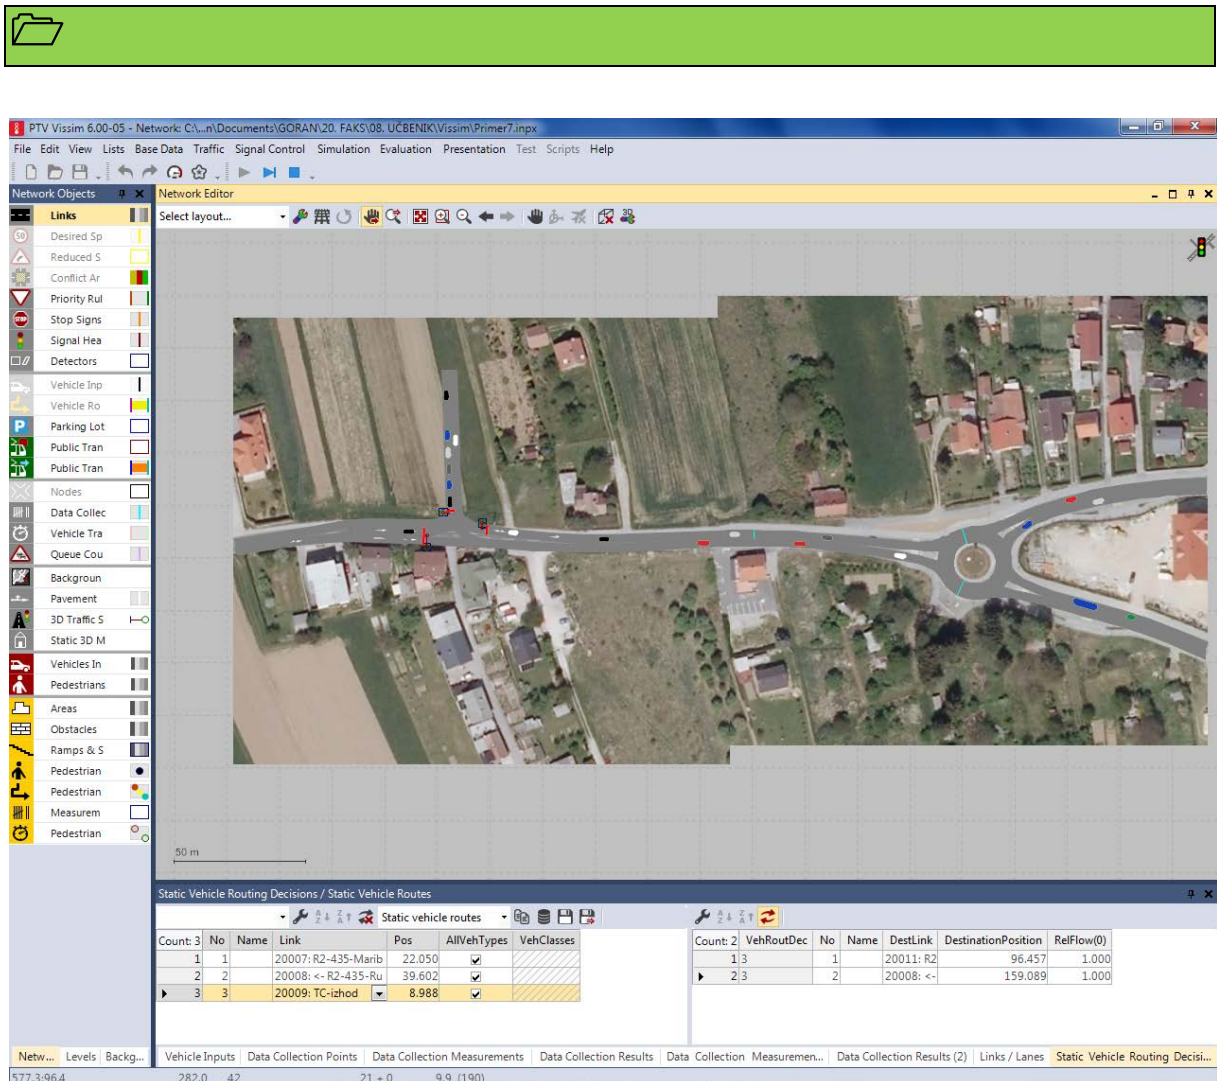 PTV Vissim 6.00-05 - Network: C:\...n\Documents\GORAN\20. FAKS\08. UČBENIK\Vissim\Primer7.inpx
File Edit View Lists Base Data Traffic Signal Control Simulation Evaluation Presentation Test Scripts Help
Network Objects
Network Editor
Links
Select layout...
Desired Sp
Reduced S
Conflict Ar
Priority Rul
Stop Signs
Signal Hea
Detectors
Vehicle Inp
Vehicle Ro
Parking Lot
Public Tran
Public Tran
Nodes
Data Collec
Vehicle Tra
Queue Cou
Backgroun
Pavement
3D Traffic S
Static 3D M
Vehicles In
Pedestrians
Areas
Obstacles
Ramps & S
Pedestrian
Pedestrian
Measurem
Pedestrian
50 m
Static Vehicle Routing Decisions / Static Vehicle Routes
Static vehicle routes
Count: 3 No Name Link Pos AllVehTypes VehClasses
1 1 20007: R2-435-Marib 22.050
2 2 20008: <- R2-435-Ru 39.602
3 3 20009: TC-izhod 8.988
Count: 2 VehRoutDec No Name DestLink DestinationPosition RelFlow(0)
1 3 1 20011: R2 96.457 1.000
2 3 2 20008: <- 159.089 1.000
Netw... Levels Backg...
Vehicle Inputs Data Collection Points Data Collection Measurements Data Collection Results Data Collection Measuremen... Data Collection Results (2) Links / Lanes Static Vehicle Routing Decisi...
577.3:96.4 282.0 42 21 + 0 9.9 (190)